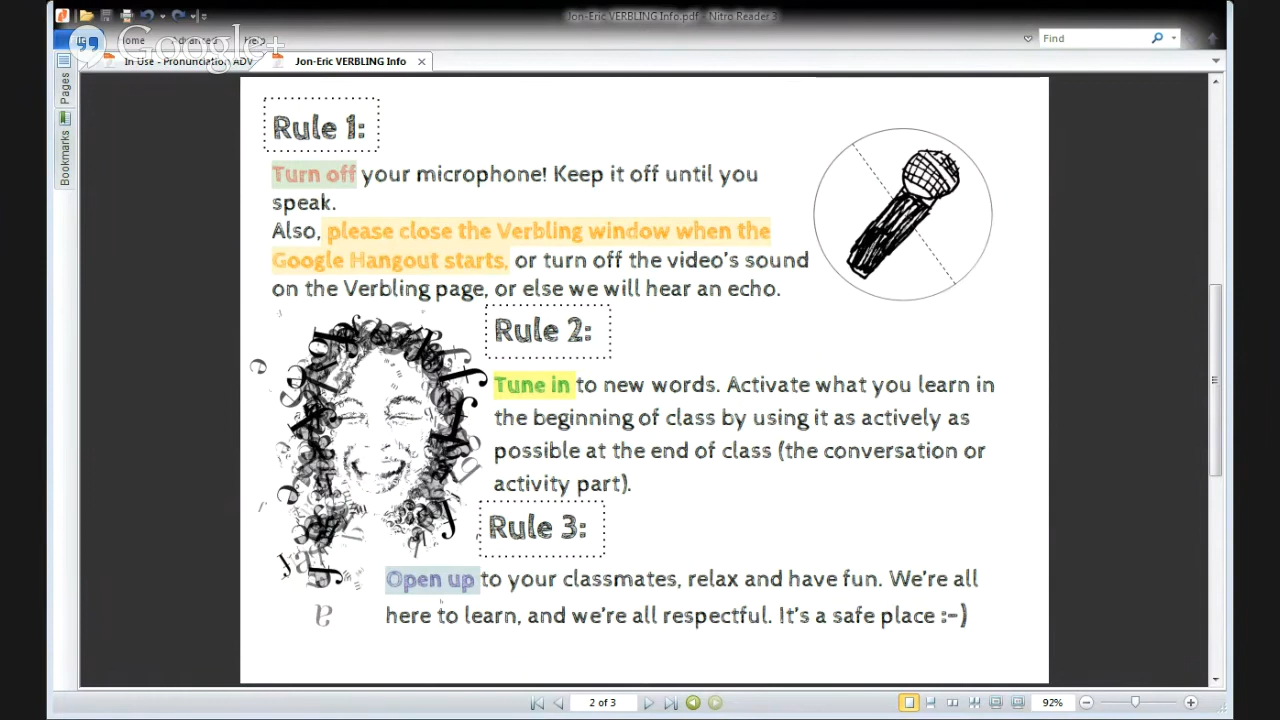 Jon-Eric VERBLING Info.pdf - Nitro Reader 3
Google+
Home Advanced Help
Find
In Use - Pronunciation ADV
Jon-Eric VERBLING Info
Pages
Bookmarks
Rule 1:
Turn off your microphone! Keep it off until you
speak.
Also, please close the Verbling window when the
Google Hangout starts, or turn off the video's sound
on the Verbling page, or else we will hear an echo.
Rule 2:
Tune in to new words. Activate what you learn in
the beginning of class by using it as actively as
possible at the end of class (the conversation or
activity part).
Rule 3:
Open up to your classmates, relax and have fun. We're all
here to learn, and we're all respectful. It's a safe place :-)
2 of 3
92%